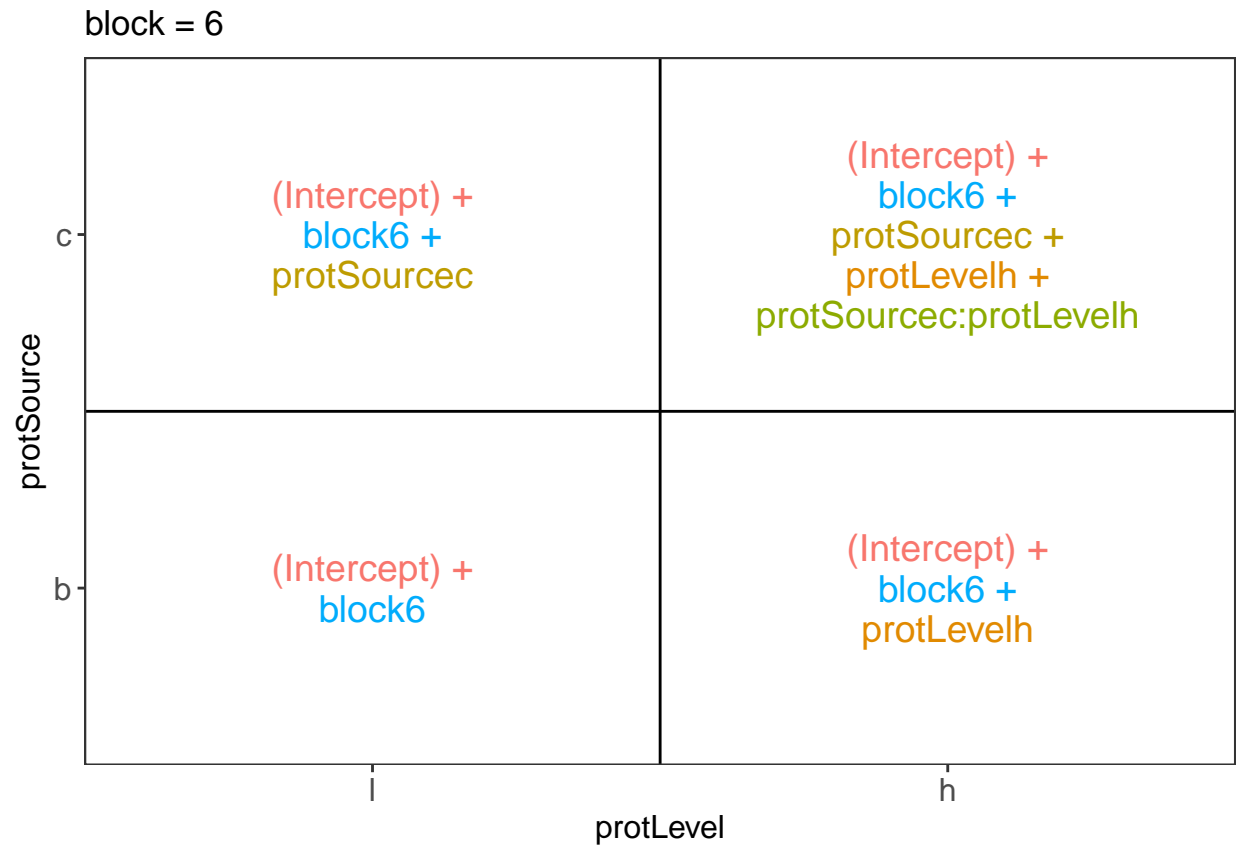 block = 6
(Intercept) +
block6 +
protSourcec
(Intercept) +
block6 +
protSourcec +
protLevelh +
protSourcec:protLevelh
(Intercept) +
block6
(Intercept) +
block6 +
protLevelh
c
b
protSource
l
h
protLevel